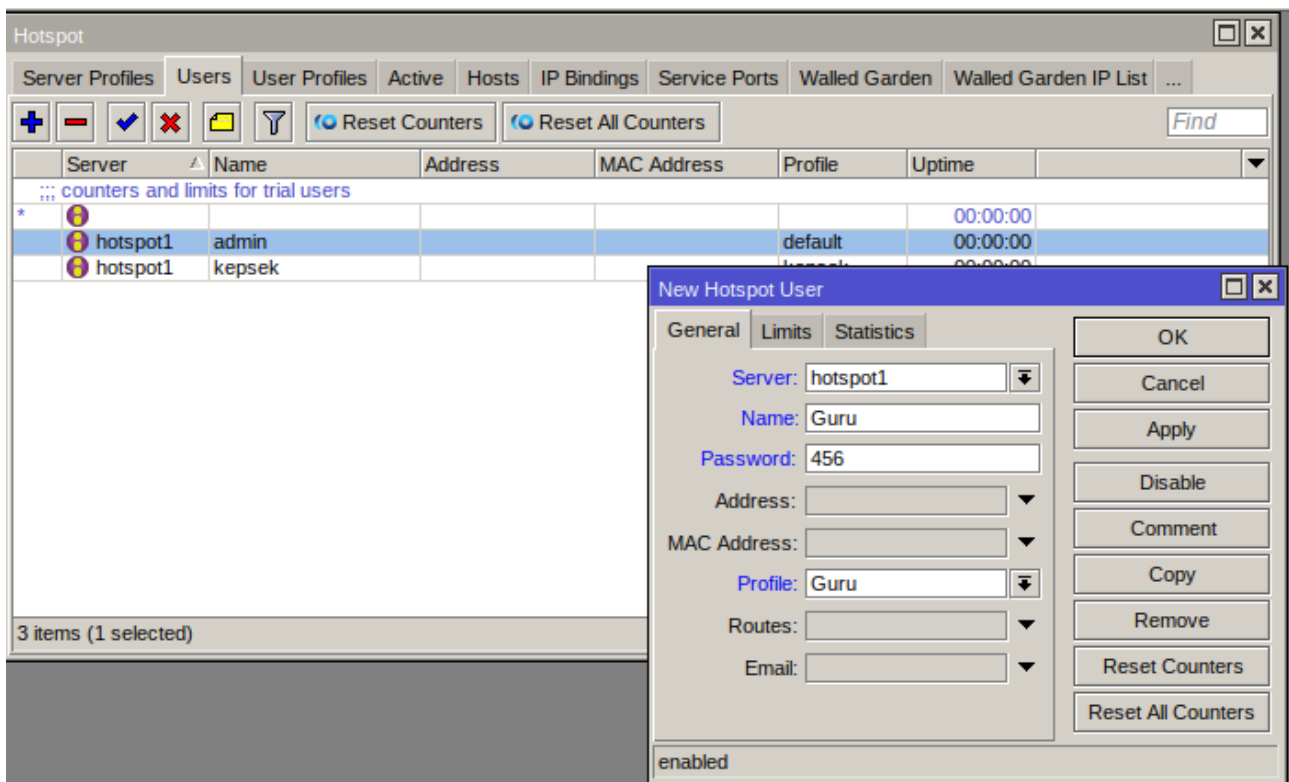 Hotspot
Server Profiles Users User Profiles Active Hosts IP Bindings Service Ports Walled Garden Walled Garden IP List ...
Reset Counters Reset All Counters Find
Server Name Address MAC Address Profile Uptime
;;; counters and limits for trial users
* 00:00:00
hotspot1 admin default 00:00:00
hotspot1 kepsek
3 items (1 selected)
New Hotspot User
General Limits Statistics
Server: hotspot1
Name: Guru
Password: 456
Address:
MAC Address:
Profile: Guru
Routes:
Email:
OK
Cancel
Apply
Disable
Comment
Copy
Remove
Reset Counters
Reset All Counters
enabled